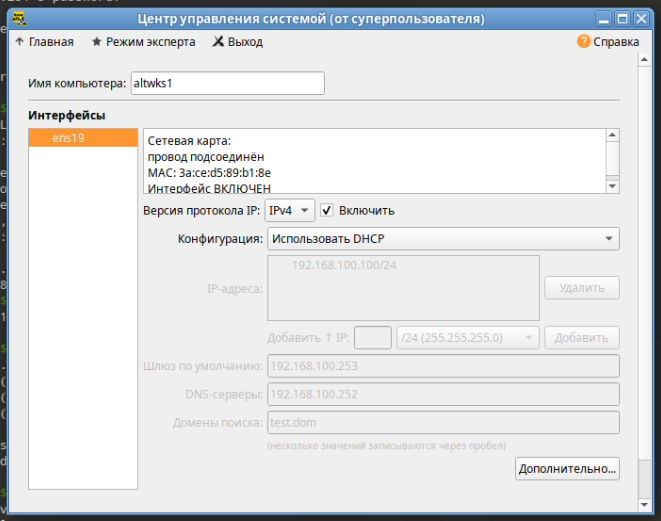 Центр управления системой (от суперпользователя)
Главная Режим эксперта Выход Справка
Имя компьютера: altwks1
Интерфейсы
ens19
Сетевая карта:
провод подсоединён
MAC: 3a:ce:d5:89:b1:8e
Интерфейс ВКЛЮЧЕН
Версия протокола IP: IPv4 Включить
Конфигурация: Использовать DHCP
192.168.100.100/24
IP-адреса: Удалить
Добавить ↑ IP: /24 (255.255.255.0) Добавить
Шлюз по умолчанию: 192.168.100.253
DNS-серверы: 192.168.100.252
Домены поиска: test.dom
(несколько значений записываются через пробел)
Дополнительно...